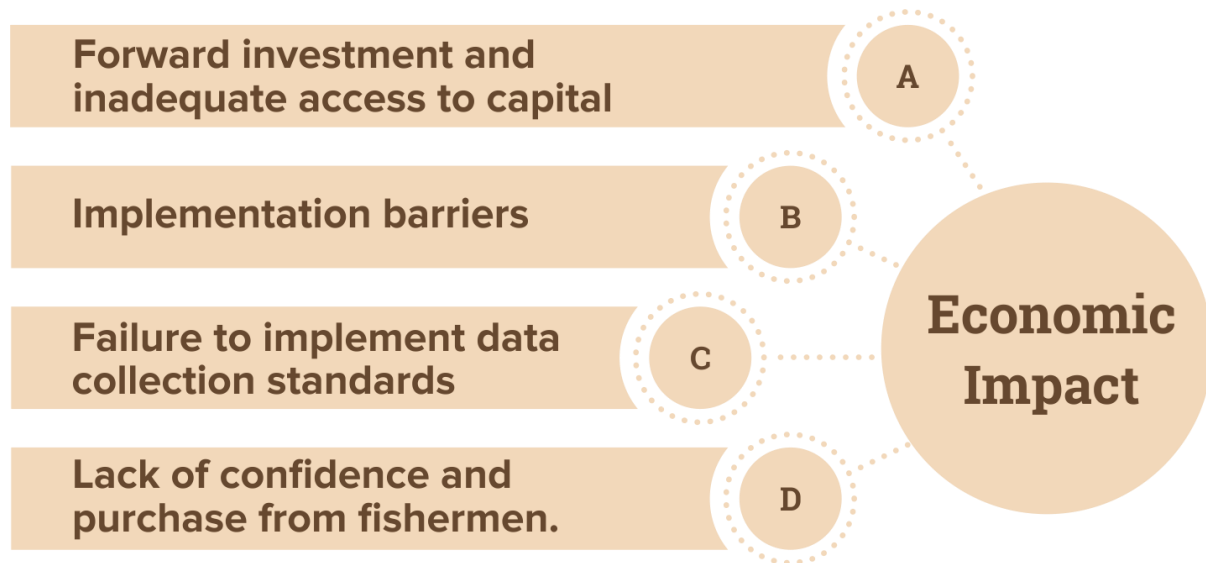 Forward investment and
inadequate access to capital
A
Implementation barriers
B
Failure to implement data
collection standards
C
Lack of confidence and
purchase from fishermen.
D
Economic
Impact